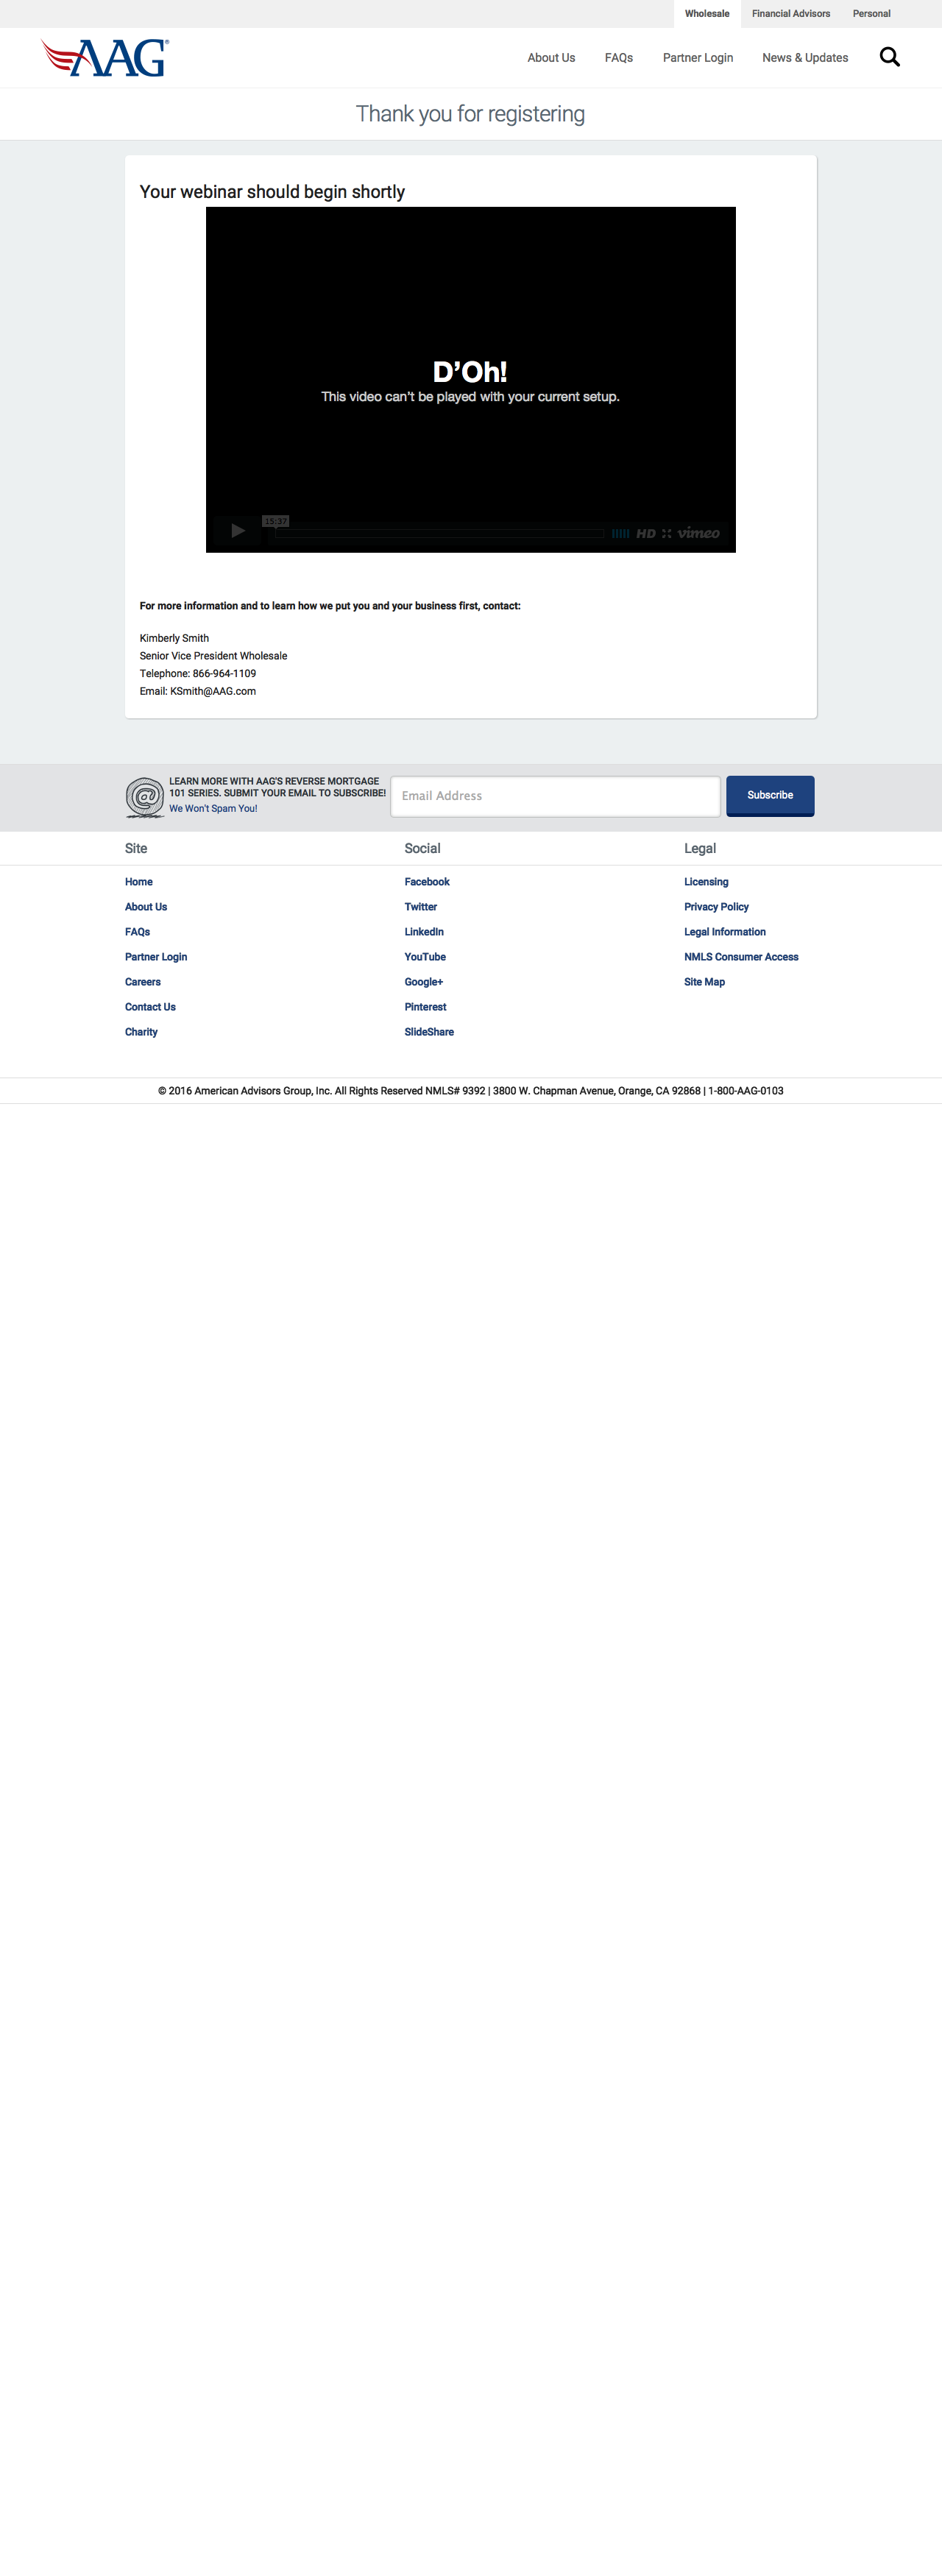 Wholesale Financial Advisors Personal
AAG®
About Us FAQs Partner Login News & Updates
Thank you for registering
Your webinar should begin shortly
D'Oh!
This video can't be played with your current setup.
15:37
HD vimeo
For more information and to learn how we put you and your business first, contact:
Kimberly Smith
Senior Vice President Wholesale
Telephone: 866-964-1109
Email: KSmith@AAG.com
LEARN MORE WITH AAG'S REVERSE MORTGAGE
101 SERIES. SUBMIT YOUR EMAIL TO SUBSCRIBE!
We Won't Spam You!
Email Address
Subscribe
Site
Home
About Us
FAQs
Partner Login
Careers
Contact Us
Charity
Social
Facebook
Twitter
LinkedIn
YouTube
Google+
Pinterest
SlideShare
Legal
Licensing
Privacy Policy
Legal Information
NMLS Consumer Access
Site Map
© 2016 American Advisors Group, Inc. All Rights Reserved NMLS# 9392 | 3800 W. Chapman Avenue, Orange, CA 92868 | 1-800-AAG-0103